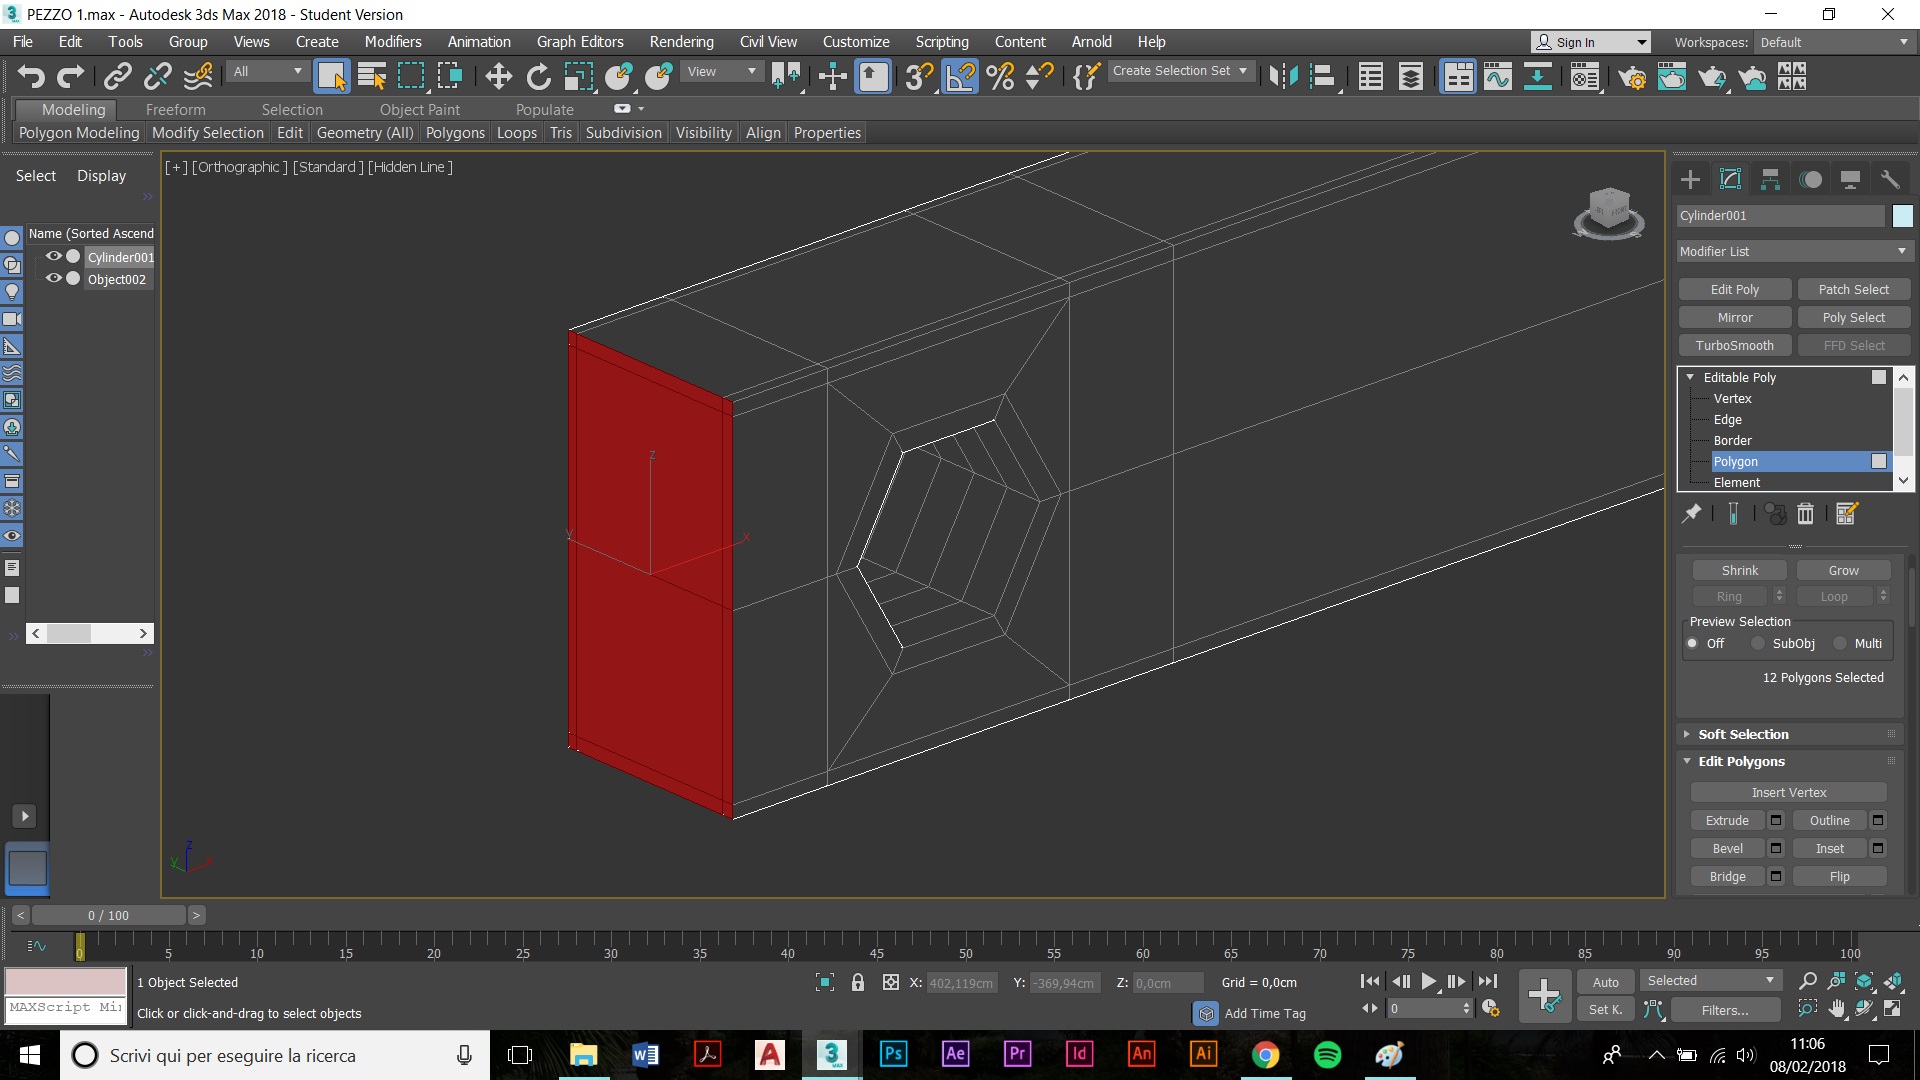 PEZZO 1.max - Autodesk 3ds Max 2018 - Student Version
File Edit Tools Group Views Create Modifiers Animation Graph Editors Rendering Civil View Customize Scripting Content Arnold Help
Sign In
Workspaces: Default
All
View
Create Selection Set
Modeling Freeform Selection Object Paint Populate
Polygon Modeling Modify Selection Edit Geometry (All) Polygons Loops Tris Subdivision Visibility Align Properties
Select Display
[+] [Orthographic ] [Standard ] [Hidden Line ]
Name (Sorted Ascend
Cylinder001
Object002
z
y
x
z
y
x
Cylinder001
Modifier List
Edit Poly Patch Select
Mirror Poly Select
TurboSmooth FFD Select
Editable Poly
Vertex
Edge
Border
Polygon
Element
Shrink Grow
Ring Loop
Preview Selection
Off SubObj Multi
12 Polygons Selected
Soft Selection
Edit Polygons
Insert Vertex
Extrude Outline
Bevel Inset
Bridge Flip
< 0 / 100 >
0 5 10 15 20 25 30 35 40 45 50 55 60 65 70 75 80 85 90 95 100
1 Object Selected
X: 402,119cm Y: -369,94cm Z: 0,0cm Grid = 0,0cm
Auto Selected
MAXScript Mi
Click or click-and-drag to select objects
Add Time Tag
0
Set K. Filters...
Scrivi qui per eseguire la ricerca
W
A
3
MAX
Ps
Ae
Pr
Id
An
Ai
11:06
08/02/2018